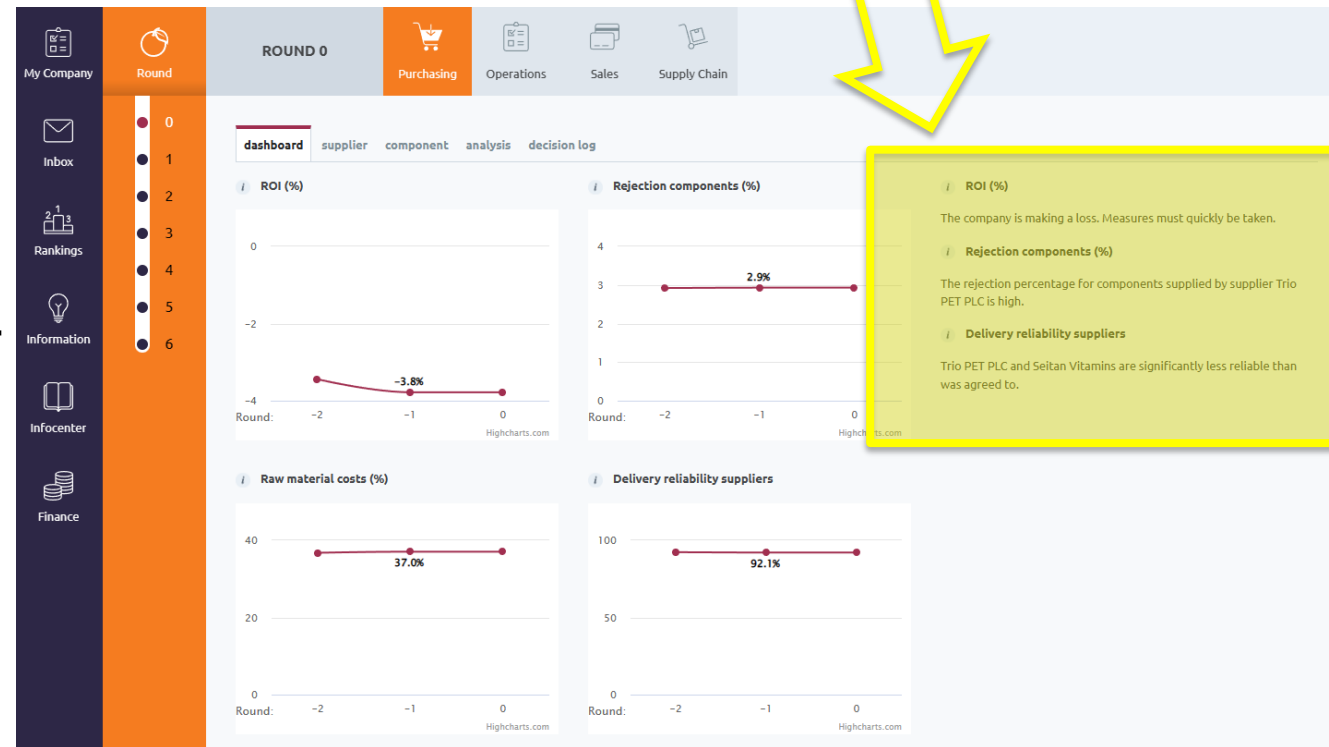 My Company
Round
ROUND 0
Purchasing
Operations
Sales
Supply Chain
Inbox
2 1 3
Rankings
Information
Infocenter
Finance
0
1
2
3
4
5
6
dashboard supplier component analysis decision log
i ROI (%)
0
-2
-4
-3.8%
Round: -2 -1 0
Highcharts.com
i Rejection components (%)
4
3
2
1
0
2.9%
Round: -2 -1 0
Highcharts.com
i ROI (%)
The company is making a loss. Measures must quickly be taken.
i Rejection components (%)
The rejection percentage for components supplied by supplier Trio
PET PLC is high.
i Delivery reliability suppliers
Trio PET PLC and Seitan Vitamins are significantly less reliable than
was agreed to.
i Raw material costs (%)
40
20
0
37.0%
Round: -2 -1 0
Highcharts.com
i Delivery reliability suppliers
100
50
0
92.1%
Round: -2 -1 0
Highcharts.com